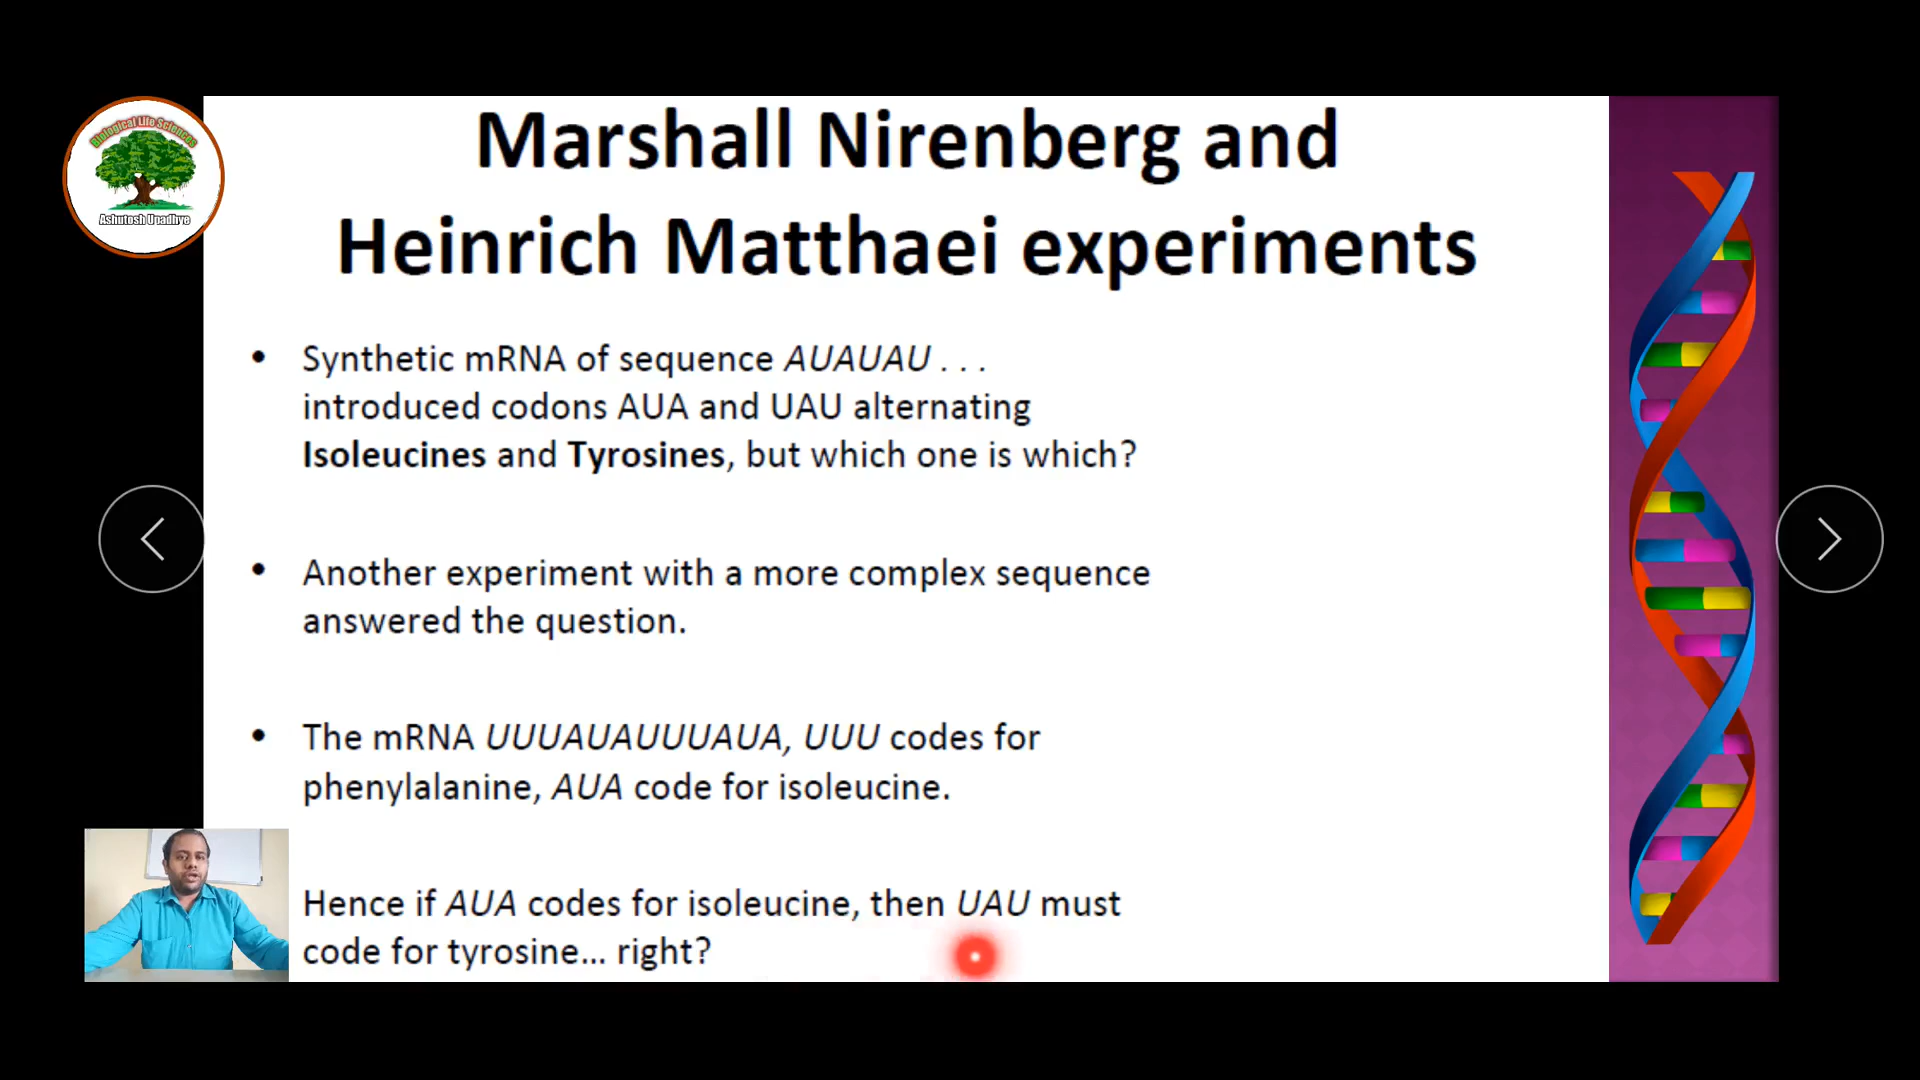 Biological Life Sciences
Ashutosh Upadhye
Marshall Nirenberg and
Heinrich Matthaei experiments
• Synthetic mRNA of sequence AUAUAU . . .
introduced codons AUA and UAU alternating
Isoleucines and Tyrosines, but which one is which?
• Another experiment with a more complex sequence
answered the question.
• The mRNA UUUAUAUUUAUA, UUU codes for
phenylalanine, AUA code for isoleucine.
Hence if AUA codes for isoleucine, then UAU must
code for tyrosine... right?